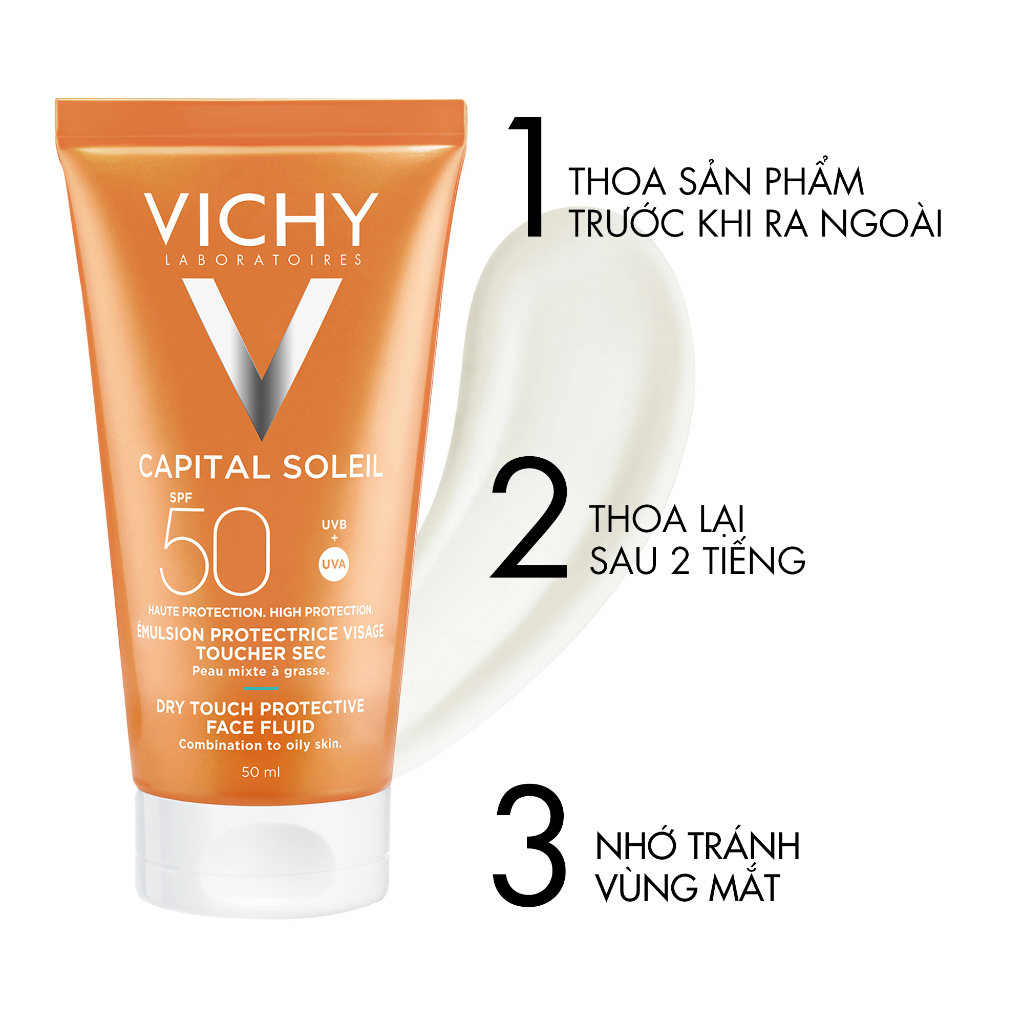 VICHY
LABORATOIRES
CAPITAL SOLEIL
SPF
50
UVB
+
UVA
HAUTE PROTECTION. HIGH PROTECTION.
ÉMULSION PROTECTRICE VISAGE
TOUCHER SEC
Peau mixte à grasse.
DRY TOUCH PROTECTIVE
FACE FLUID
Combination to oily skin.
50 ml
1
THOA SẢN PHẨM
TRƯỚC KHI RA NGOÀI
2
THOA LẠI
SAU 2 TIẾNG
3
NHỚ TRÁNH
VÙNG MẮT